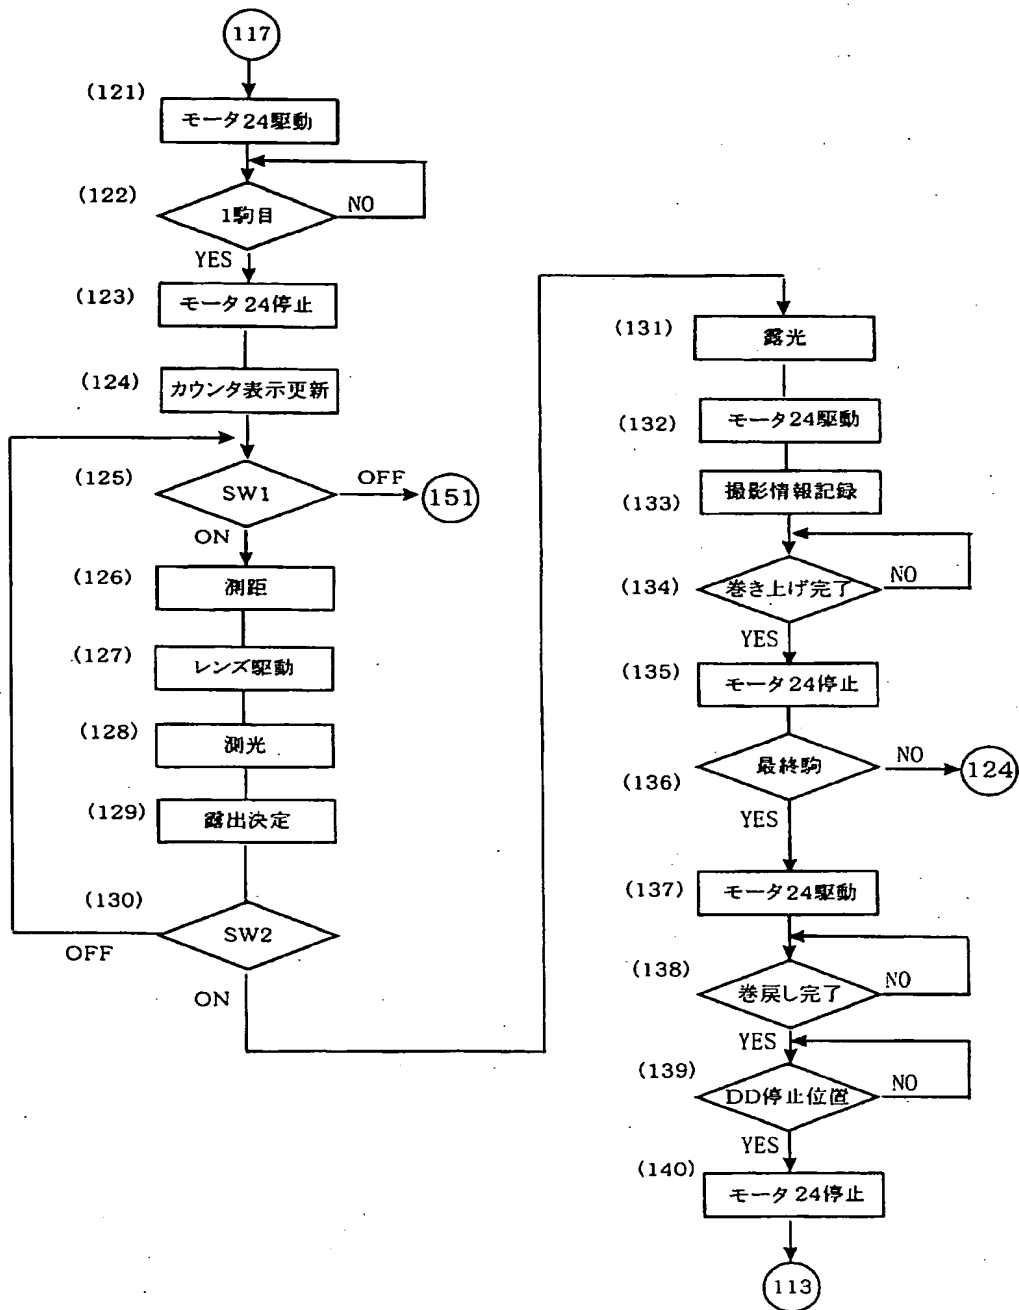 117
(121)
モータ24駆動
(122)
1駒目
NO
YES
(123)
モータ24停止
(124)
カウンタ表示更新
(125)
SW1
OFF
151
ON
(126)
測距
(127)
レンズ駆動
(128)
測光
(129)
露出決定
(130)
SW2
OFF
ON
(131)
露光
(132)
モータ24駆動
(133)
撮影情報記録
(134)
巻き上げ完了
NO
YES
(135)
モータ24停止
(136)
最終駒
NO
124
YES
(137)
モータ24駆動
(138)
巻戻し完了
NO
YES
(139)
DD停止位置
NO
YES
(140)
モータ24停止
113